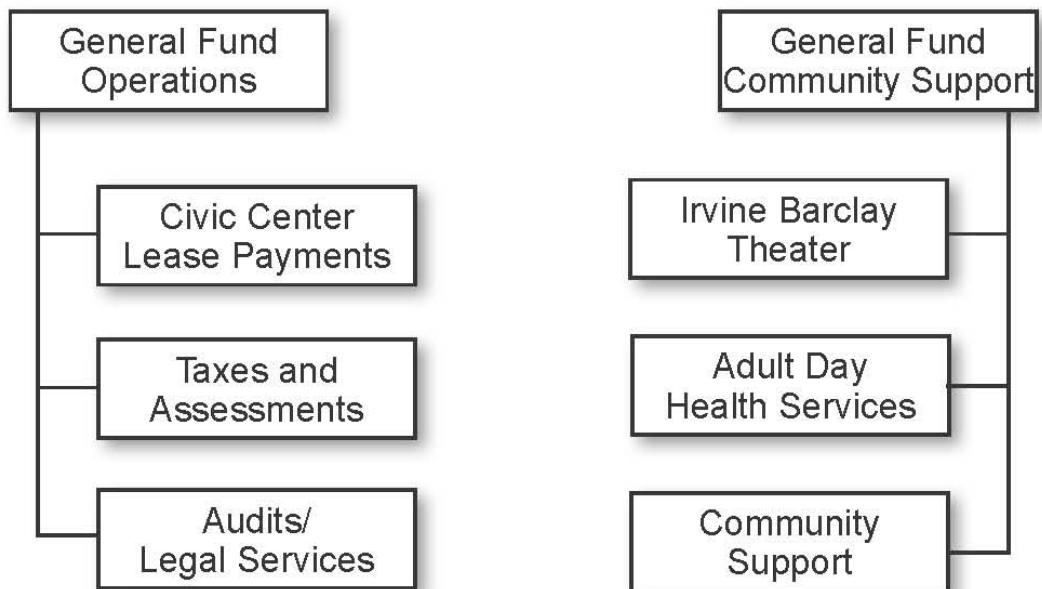 General Fund
Operations
Civic Center
Lease Payments
Taxes and
Assessments
Audits/
Legal Services
General Fund
Community Support
Irvine Barclay
Theater
Adult Day
Health Services
Community
Support